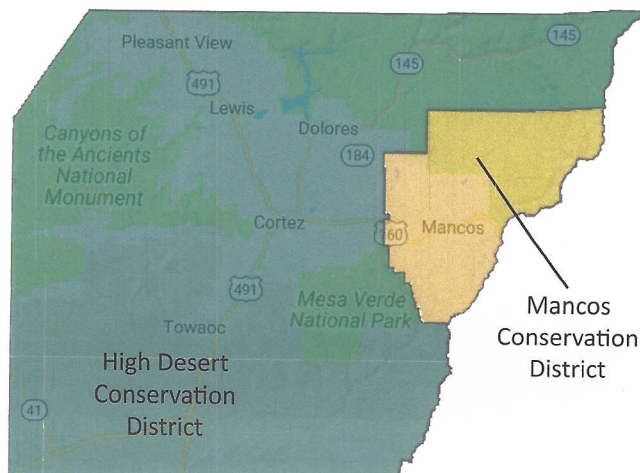 Pleasant View
145
145
491
Lewis
Dolores
Canyons of
the Ancients
National
Monument
184
Cortez
160
Mancos
491
Mesa Verde
National Park
Towaoc
Mancos
Conservation
District
High Desert
Conservation
District
41